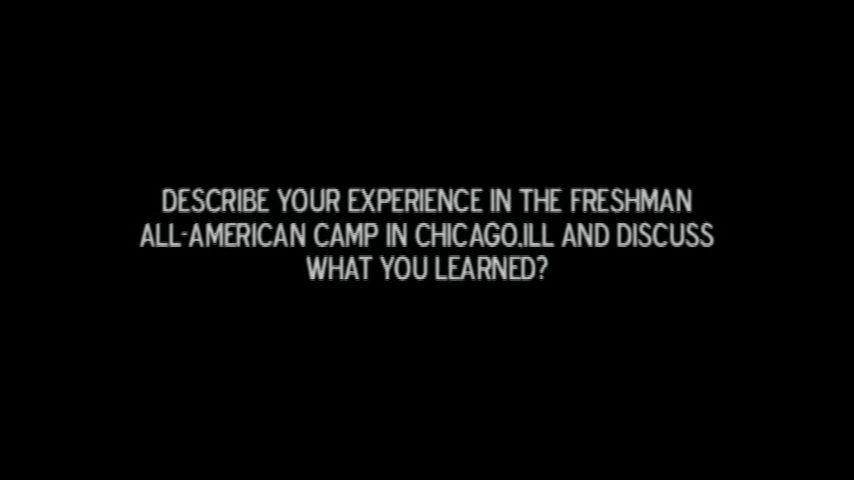 DESCRIBE YOUR EXPERIENCE IN THE FRESHMAN
ALL-AMERICAN CAMP IN CHICAGO,ILL AND DISCUSS
WHAT YOU LEARNED?